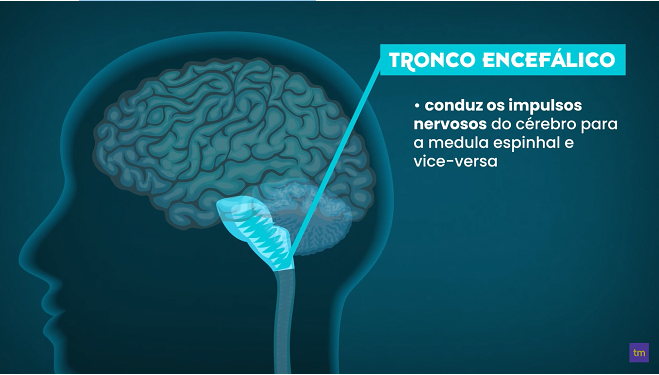 TRONCO ENCEFÁLICO
• conduz os impulsos
nervosos do cérebro para
a medula espinhal e
vice-versa
tm